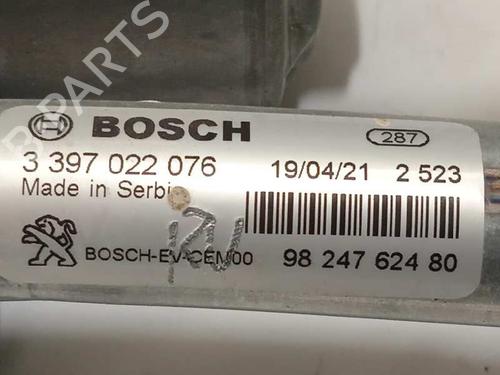 BOSCH
287
3 397 022 076
19/04/21 2 523
Made in Serbi
BOSCH-EV-CEM00
98 247 624 80